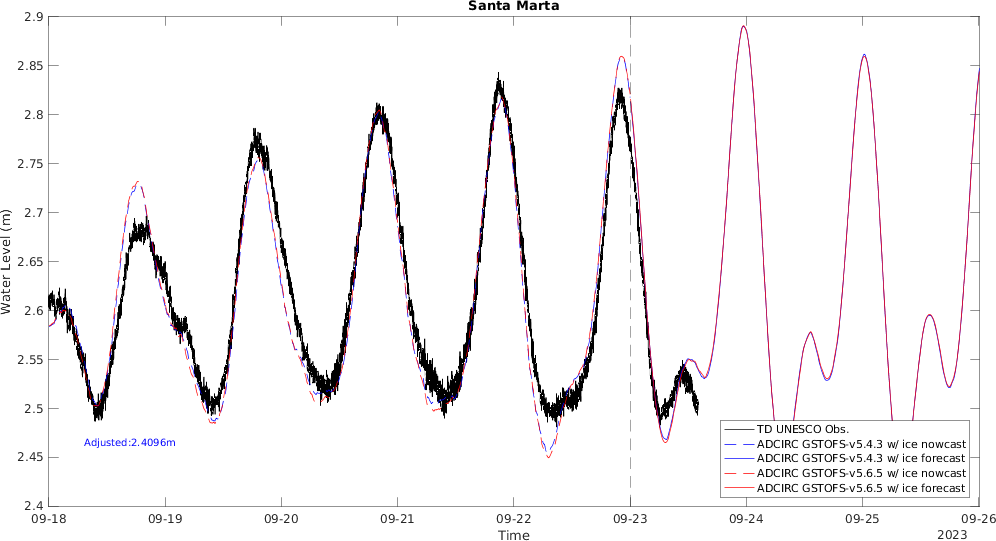 Santa Marta
2.9
2.85
2.8
2.75
2.7
2.65
2.6
2.55
2.5
2.45
2.4
Water Level (m)
Adjusted:2.4096m
TD UNESCO Obs.
ADCIRC GSTOFS-v5.4.3 w/ ice nowcast
ADCIRC GSTOFS-v5.4.3 w/ ice forecast
ADCIRC GSTOFS-v5.6.5 w/ ice nowcast
ADCIRC GSTOFS-v5.6.5 w/ ice forecast
09-18 09-19 09-20 09-21 09-22 09-23 09-24 09-25 09-26
Time
2023